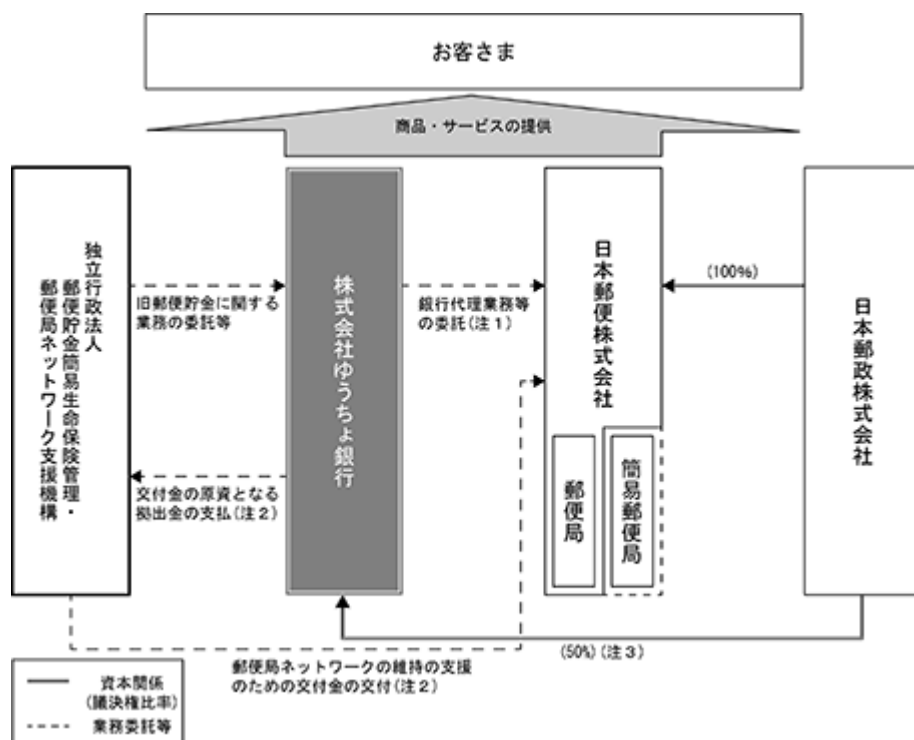 お客さま
商品・サービスの提供
独立行政法人
郵便貯金簡易生命保険管理・
郵便局ネットワーク支援機構
旧郵便貯金に関する
業務の委託等
交付金の原資となる
拠出金の支払(注2)
株式会社ゆうちょ銀行
銀行代理業務等
の委託(注1)
日本郵便株式会社
郵便局
簡易郵便局
(100%)
日本郵政株式会社
(50%)(注3)
郵便局ネットワークの維持の支援
のための交付金の交付(注2)
資本関係
(議決権比率)
業務委託等